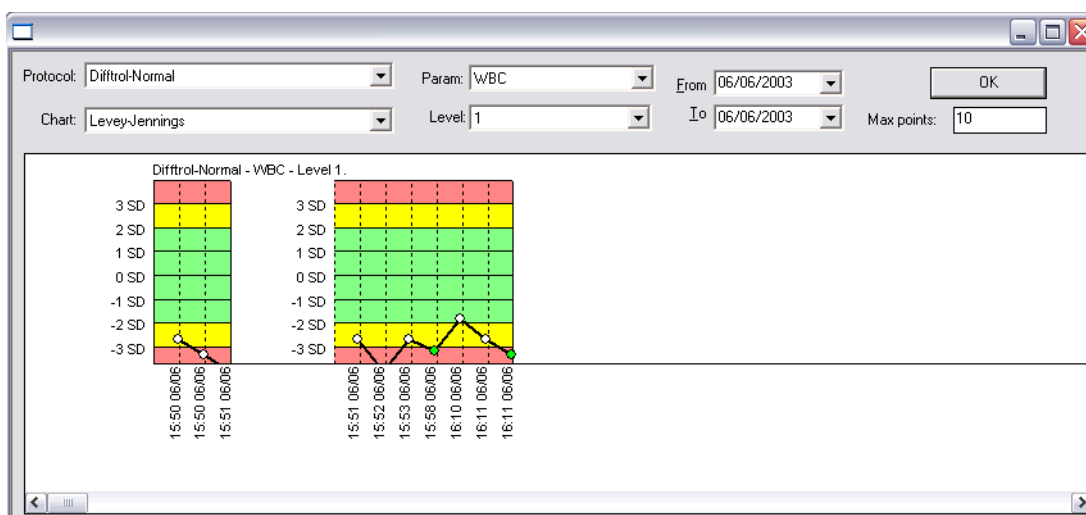 Protocol: Difftrol-Normal Param: WBC From 06/06/2003 OK
Chart: Levey-Jennings Level: 1 To 06/06/2003 Max points: 10
Difftrol-Normal - WBC - Level 1.
3 SD 3 SD
2 SD 2 SD
1 SD 1 SD
0 SD 0 SD
-1 SD -1 SD
-2 SD -2 SD
-3 SD -3 SD
15:50 06/06
15:50 06/06
15:51 06/06
15:51 06/06
15:52 06/06
15:53 06/06
15:58 06/06
16:10 06/06
16:11 06/06
16:11 06/06